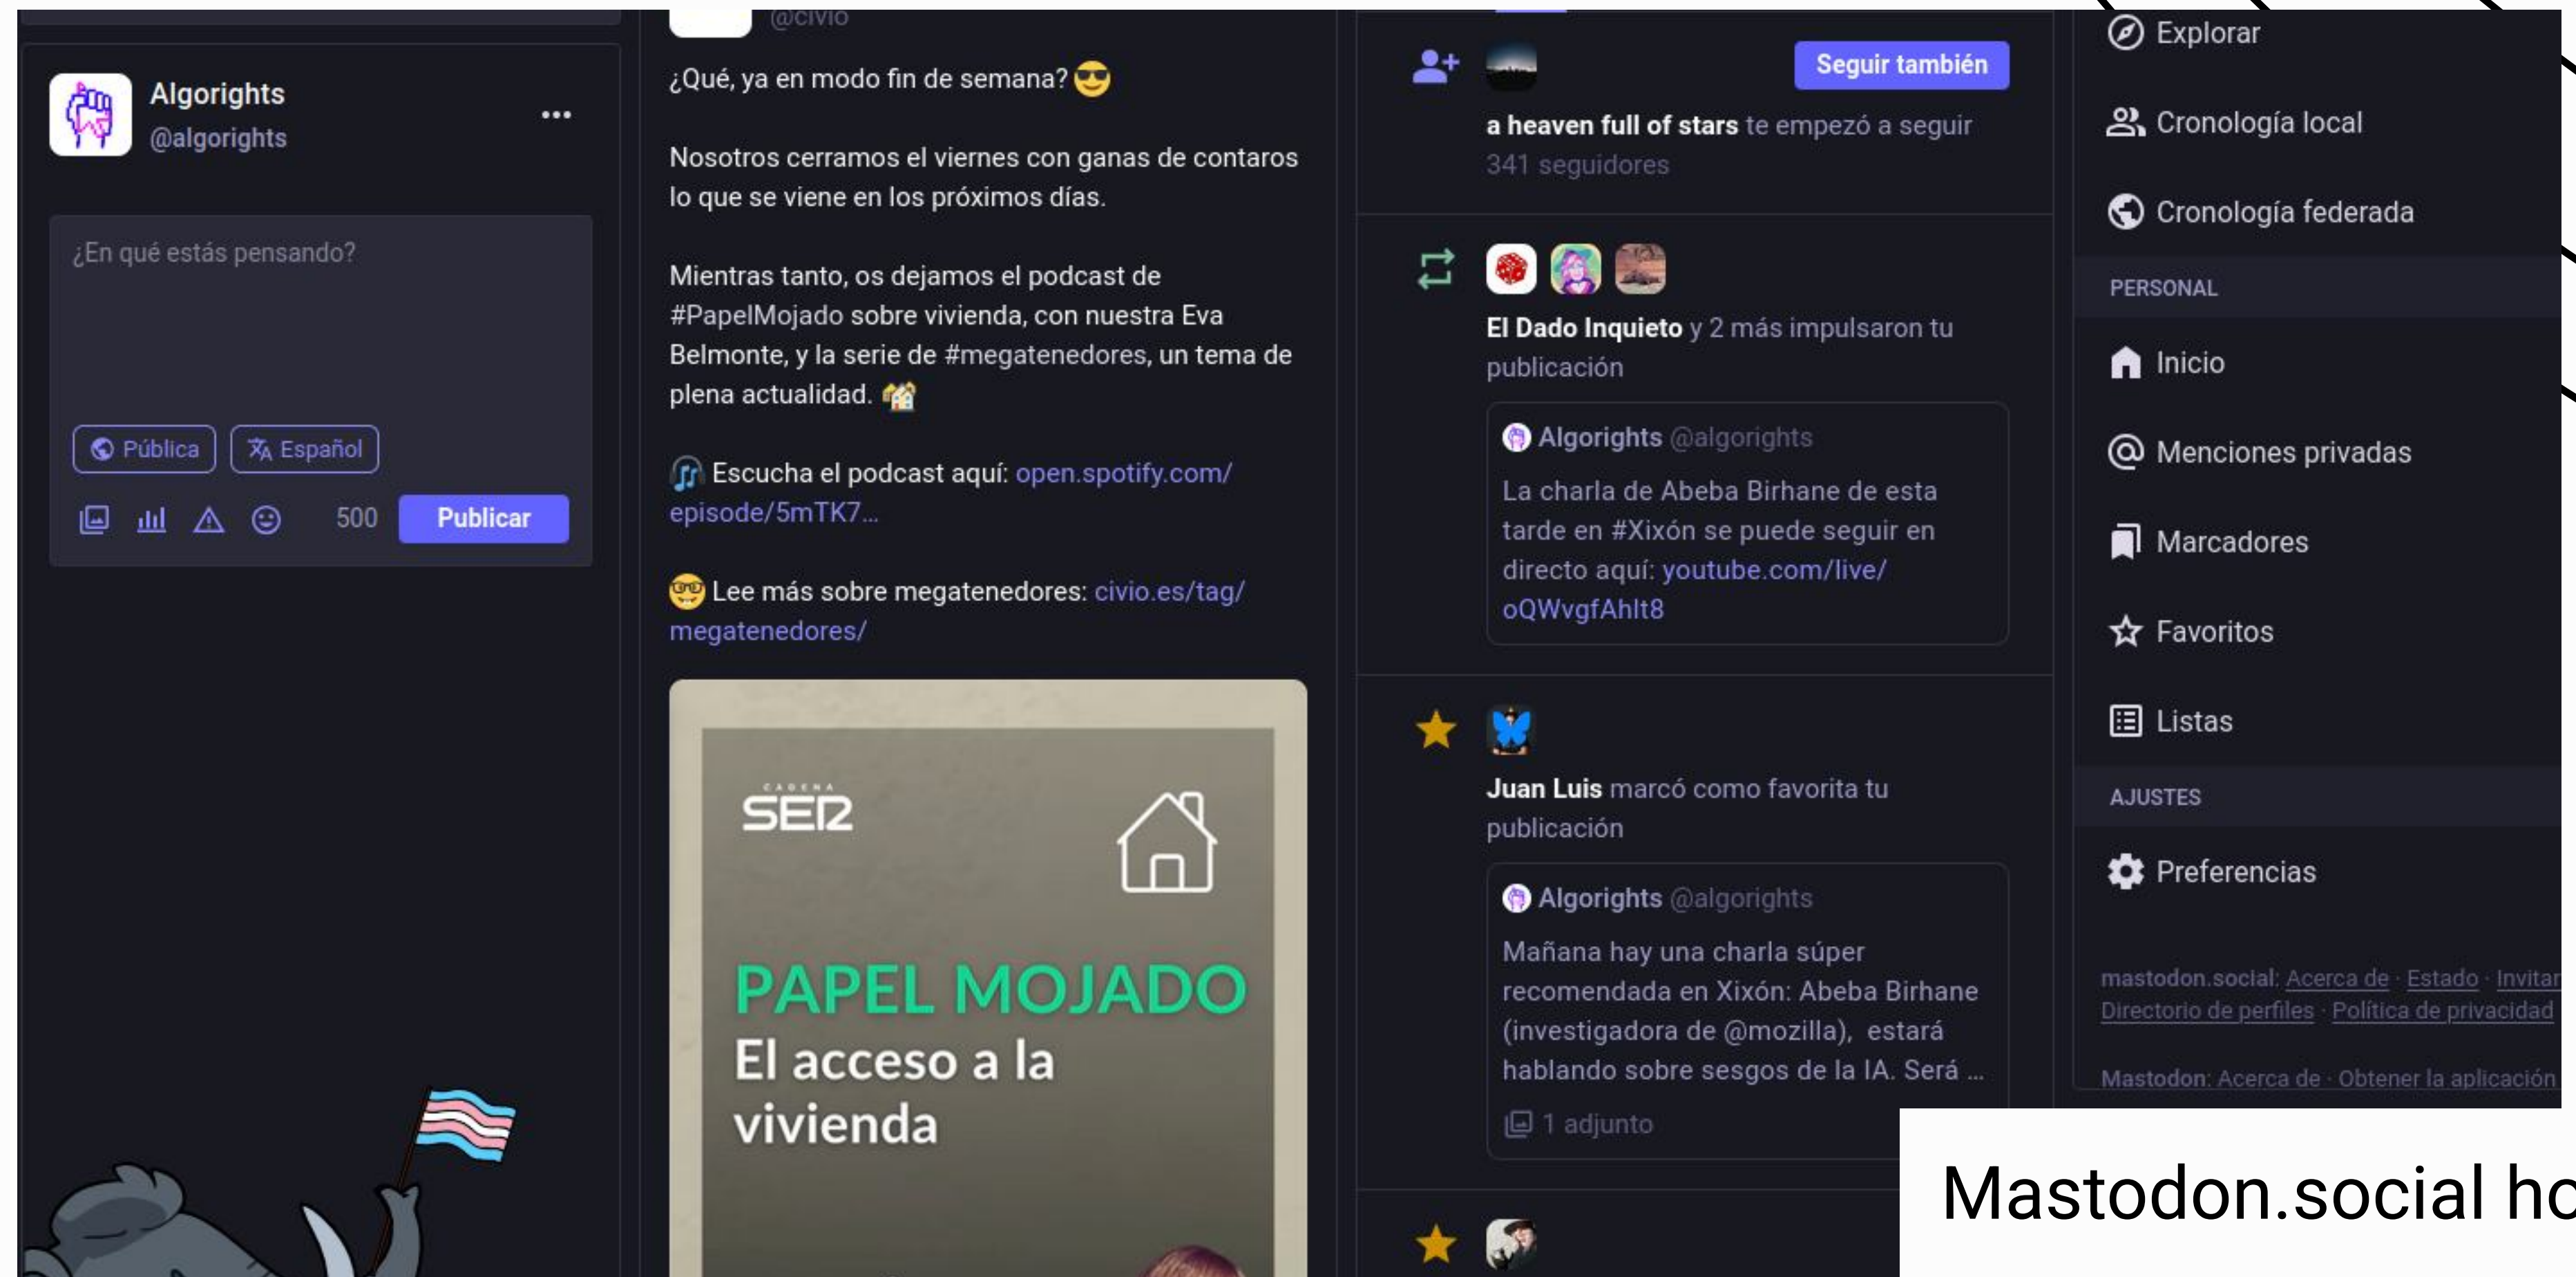 Algorights
@algorights
¿En qué estás pensando?
Pública
Español
500
Publicar
@civio
¿Qué, ya en modo fin de semana? 😎
Nosotros cerramos el viernes con ganas de contaros
lo que se viene en los próximos días.
Mientras tanto, os dejamos el podcast de
#PapelMojado sobre vivienda, con nuestra Eva
Belmonte, y la serie de #megatenedores, un tema de
plena actualidad. 🏘️
🎧 Escucha el podcast aquí: open.spotify.com/
episode/5mTK7…
🤓 Lee más sobre megatenedores: civio.es/tag/
megatenedores/
CADENA
SER
PAPEL MOJADO
El acceso a la
vivienda
Seguir también
a heaven full of stars te empezó a seguir
341 seguidores
El Dado Inquieto y 2 más impulsaron tu
publicación
Algorights @algorights
La charla de Abeba Birhane de esta
tarde en #Xixón se puede seguir en
directo aquí: youtube.com/live/
oQWvgfAhIt8
Juan Luis marcó como favorita tu
publicación
Algorights @algorights
Mañana hay una charla súper
recomendada en Xixón: Abeba Birhane
(investigadora de @mozilla), estará
hablando sobre sesgos de la IA. Será …
1 adjunto
Explorar
Cronología local
Cronología federada
PERSONAL
Inicio
Menciones privadas
Marcadores
Favoritos
Listas
AJUSTES
Preferencias
mastodon.social: Acerca de · Estado · Invitar
Directorio de perfiles · Política de privacidad
Mastodon: Acerca de · Obtener la aplicación
Mastodon.social ho